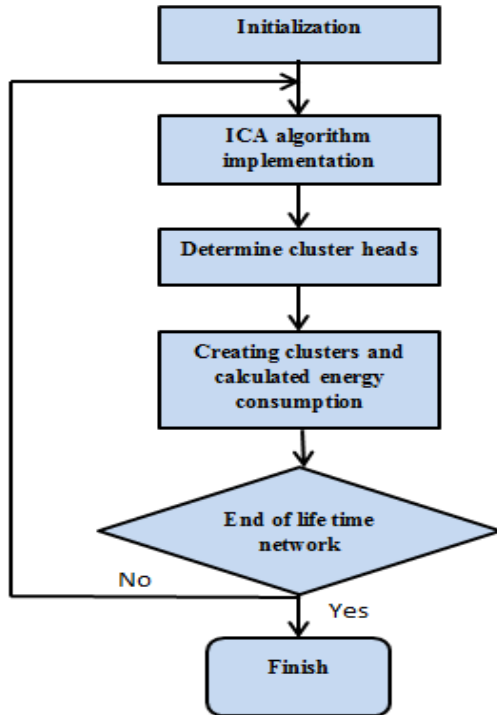 Initialization
ICA algorithm
implementation
Determine cluster heads
Creating clusters and
calculated energy
consumption
End of life time
network
No
Yes
Finish